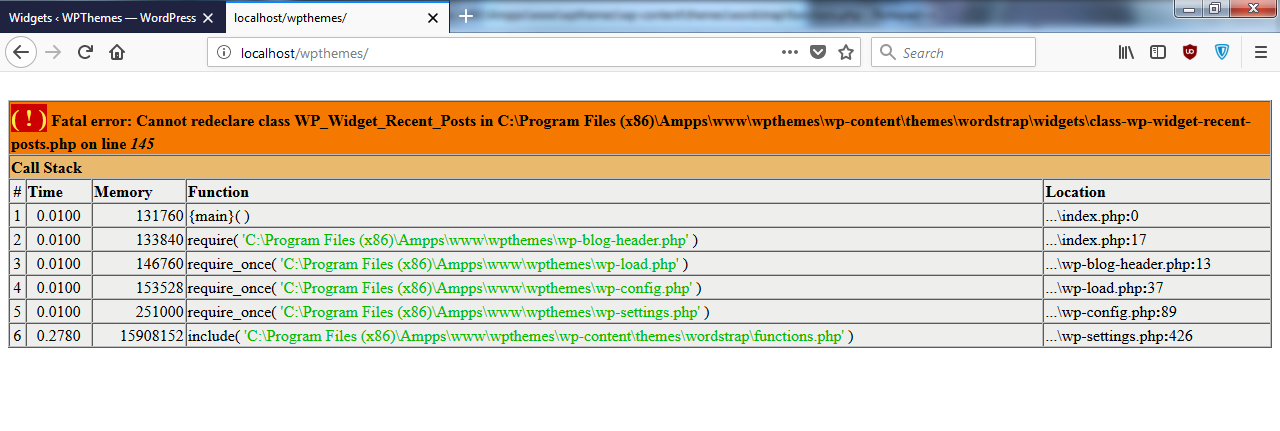 Widgets ‹ WPThemes — WordPress
localhost/wpthemes/
localhost/wpthemes/
Search
( ! ) Fatal error: Cannot redeclare class WP_Widget_Recent_Posts in C:\Program Files (x86)\Ampps\www\wpthemes\wp-content\themes\wordstrap\widgets\class-wp-widget-recent-
posts.php on line 145
Call Stack
# Time Memory Function Location
1 0.0100 131760 {main}( ) ...\index.php:0
2 0.0100 133840 require( 'C:\Program Files (x86)\Ampps\www\wpthemes\wp-blog-header.php' ) ...\index.php:17
3 0.0100 146760 require_once( 'C:\Program Files (x86)\Ampps\www\wpthemes\wp-load.php' ) ...\wp-blog-header.php:13
4 0.0100 153528 require_once( 'C:\Program Files (x86)\Ampps\www\wpthemes\wp-config.php' ) ...\wp-load.php:37
5 0.0100 251000 require_once( 'C:\Program Files (x86)\Ampps\www\wpthemes\wp-settings.php' ) ...\wp-config.php:89
6 0.2780 15908152 include( 'C:\Program Files (x86)\Ampps\www\wpthemes\wp-content\themes\wordstrap\functions.php' ) ...\wp-settings.php:426